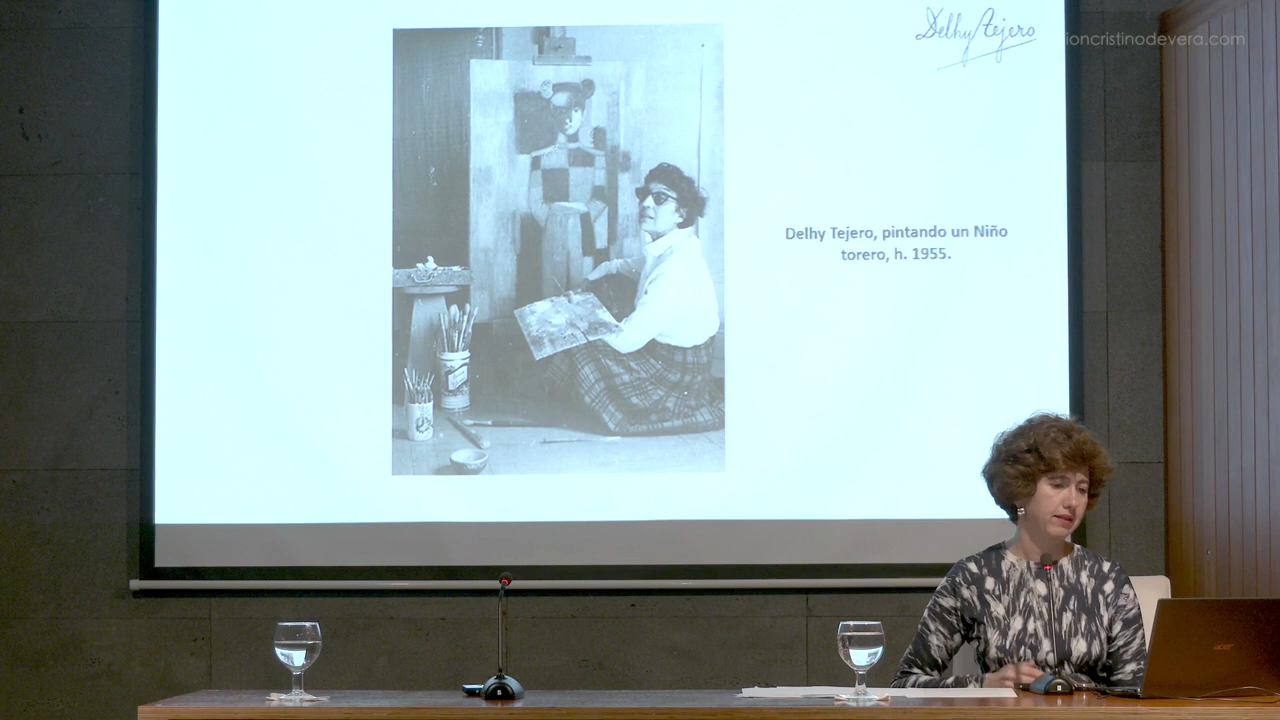 Delhy Tejero
ioncristinodevera.com
Delhy Tejero, pintando un Niño
torero, h. 1955.
acer